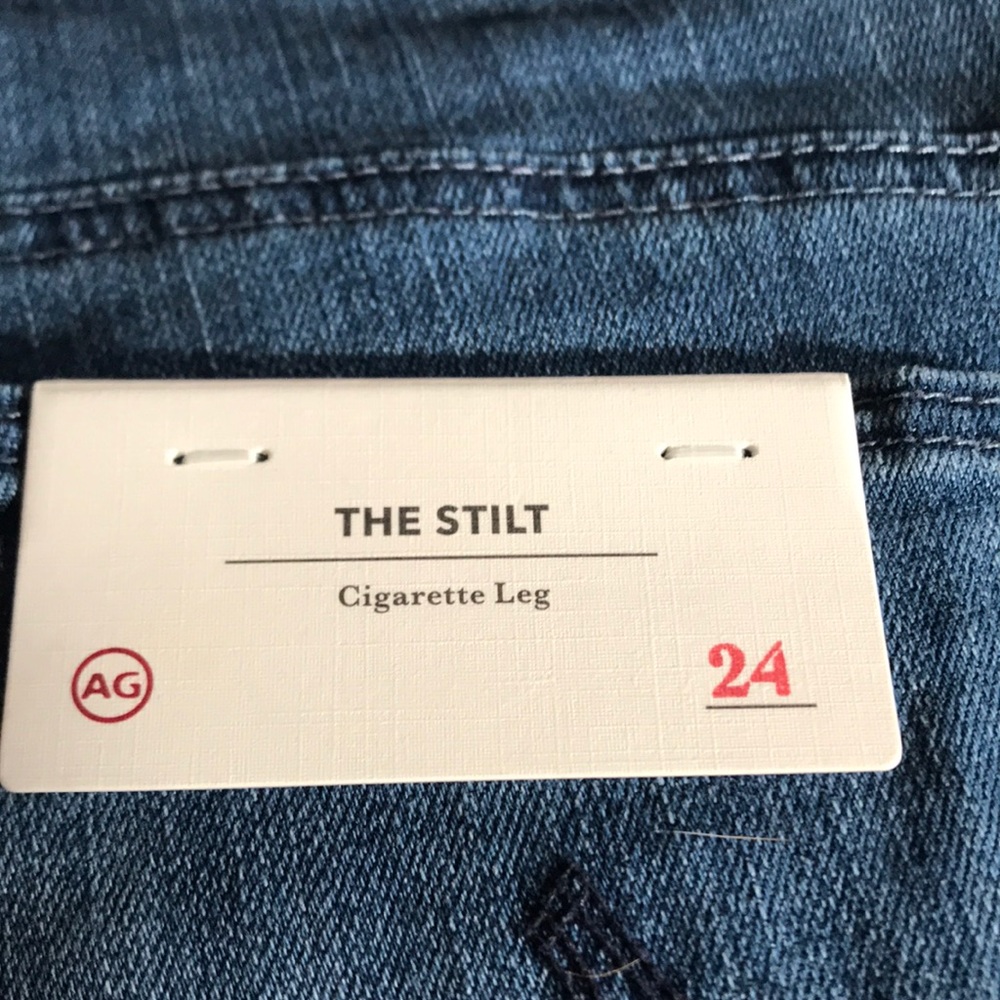 THE STILT
Cigarette Leg
AG
24